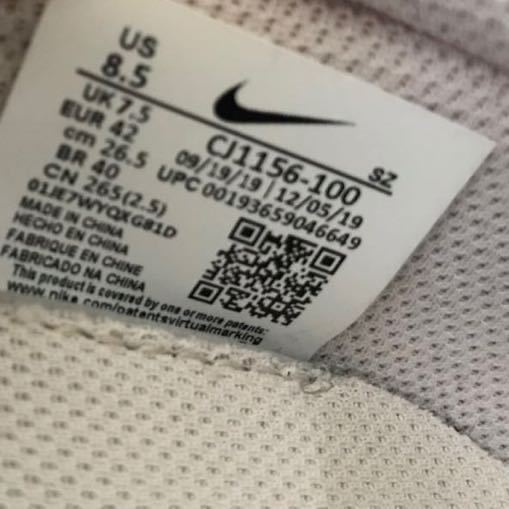 US
8.5
UK 7.5
EUR 42
cm 26.5
BR 40
CN 265(2.5)
01JE7WYQXG81D
MADE IN CHINA
HECHO EN CHINA
FABRIQUE EN CHINE
FABRICADO NA CHINA
This product is covered by one or more patents:
www.nike.com/patentsvirtualmarking
CJ1156-100
SZ
09/19/19 | 12/05/19
UPC 00193659046649